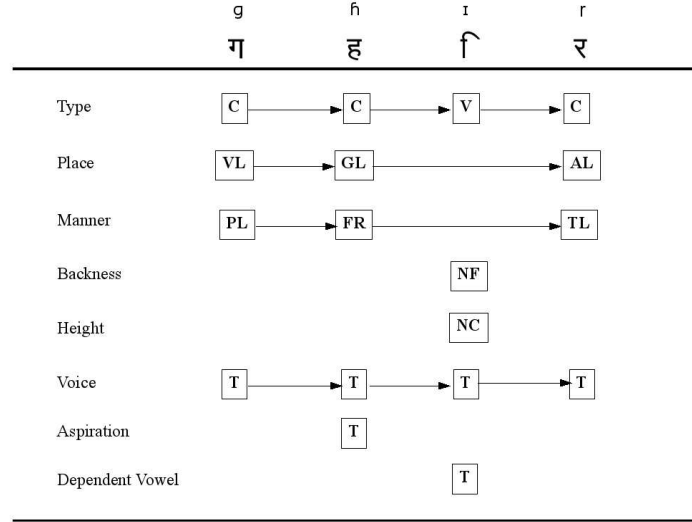 ɡ ɦ ɪ r
ग ह ि र
Type C C V C
Place VL GL AL
Manner PL FR TL
Backness NF
Height NC
Voice T T T T
Aspiration T
Dependent Vowel T